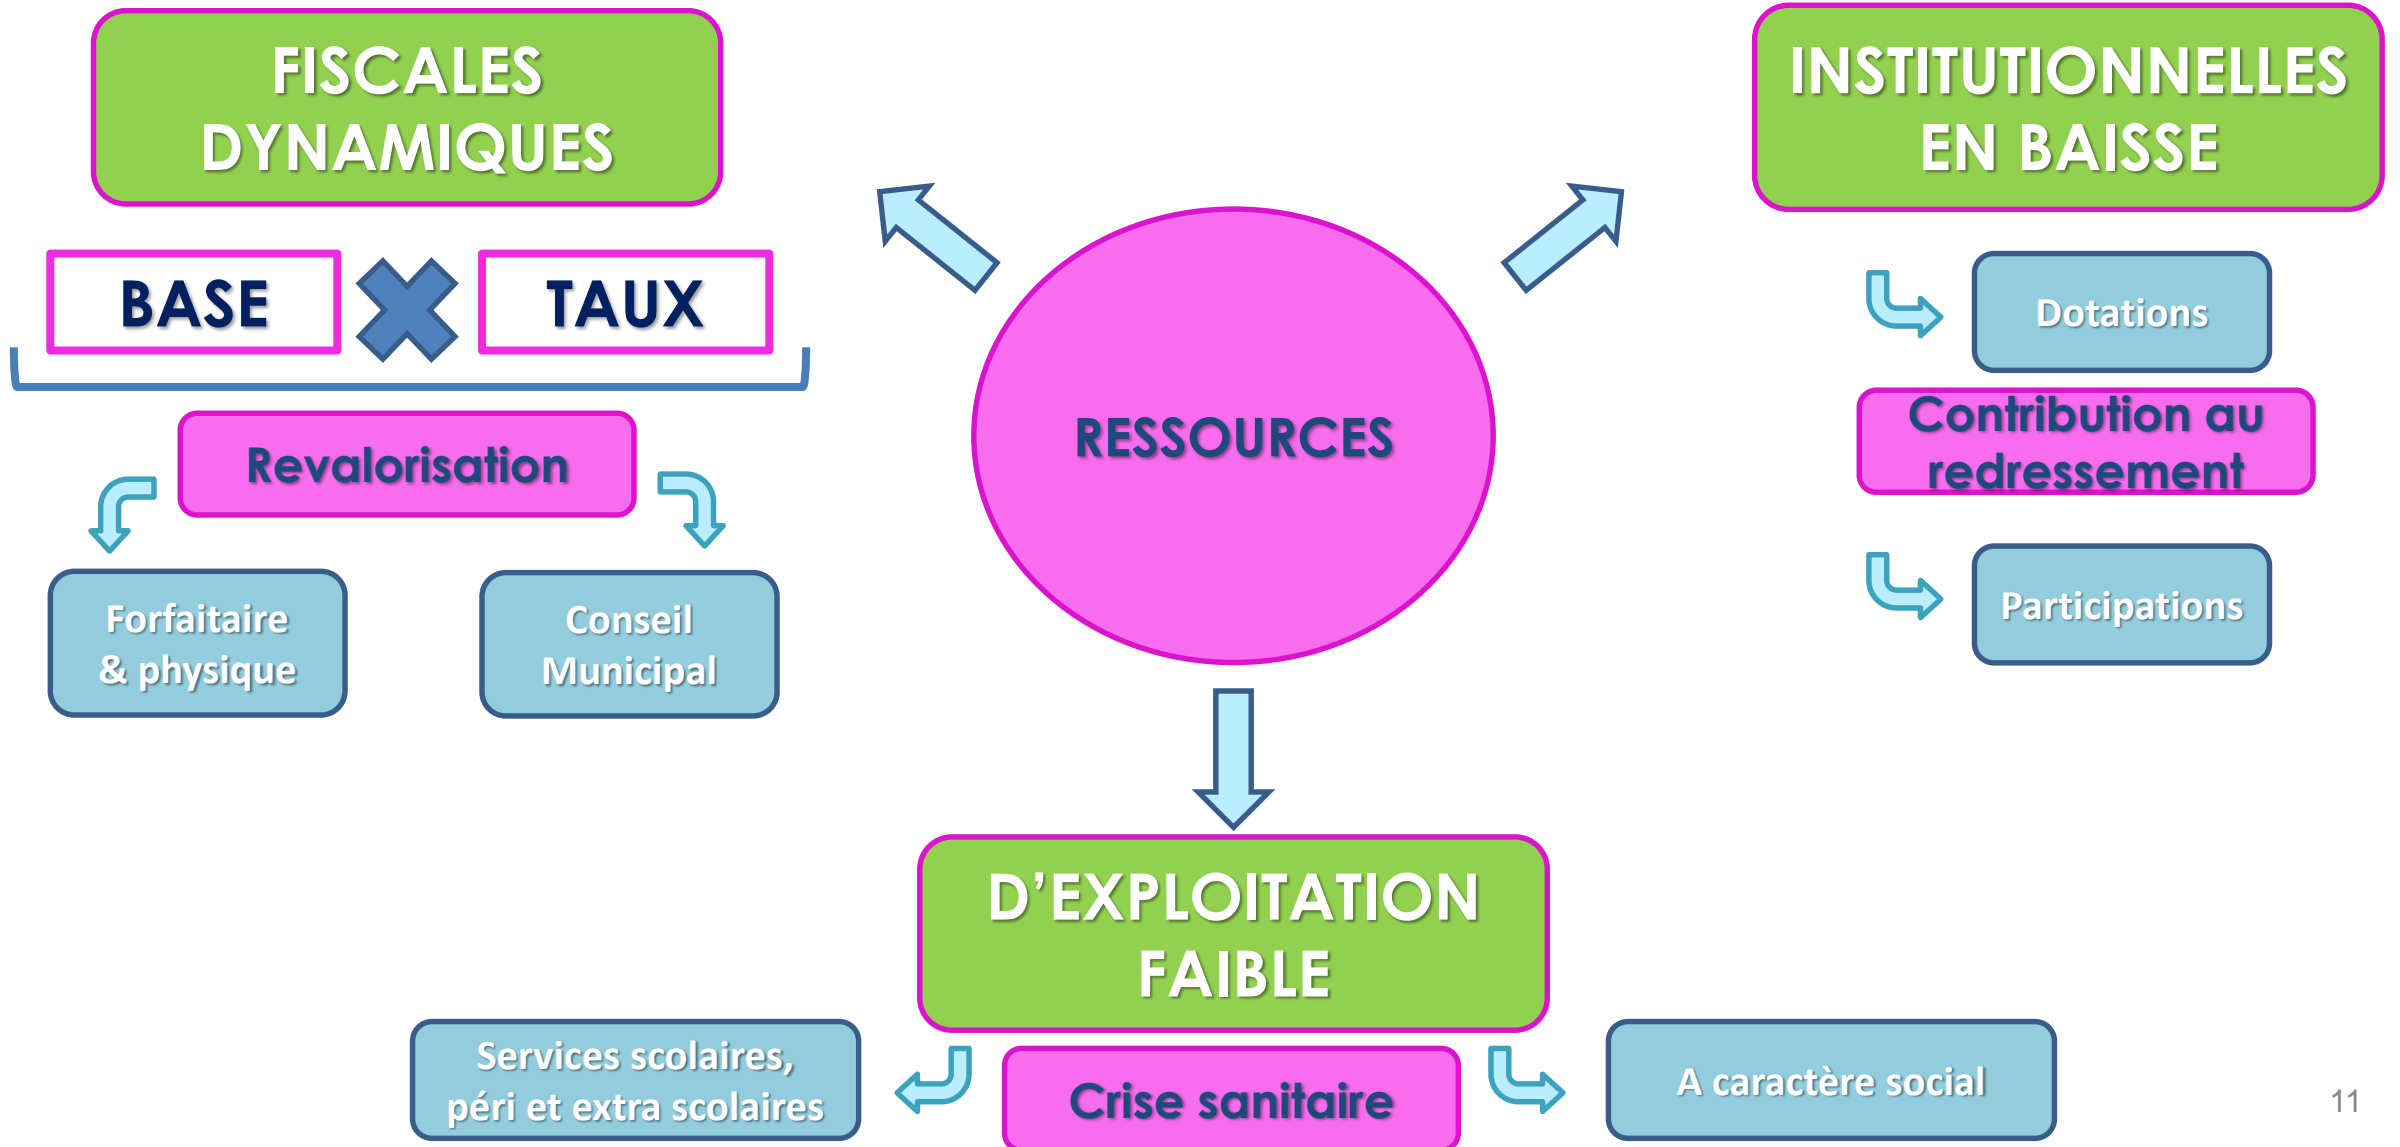 FISCALES
DYNAMIQUES
BASE
TAUX
Revalorisation
Forfaitaire
& physique
Conseil
Municipal
RESSOURCES
INSTITUTIONNELLES
EN BAISSE
Dotations
Contribution au
redressement
Participations
D’EXPLOITATION
FAIBLE
Services scolaires,
péri et extra scolaires
Crise sanitaire
A caractère social
11